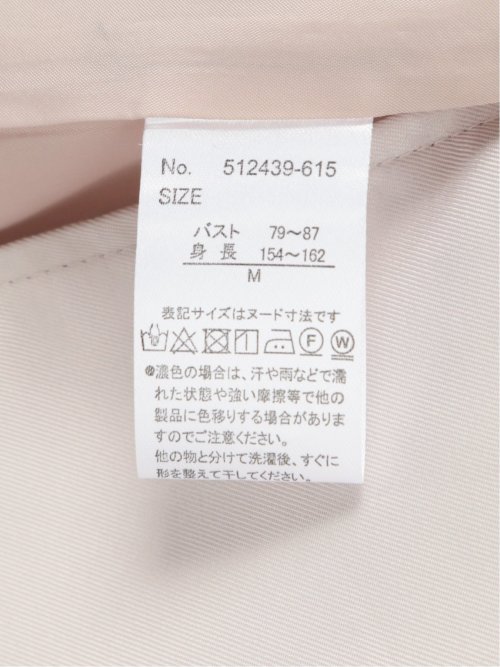 No. 512439-615
SIZE
バスト 79〜87
身長 154〜162
M
表記サイズはヌード寸法です
F W
※濃色の場合は、汗や雨などで濡
れた状態や強い摩擦等で他の
製品に色移りする場合がありま
すのでご注意ください。
他の物と分けて洗濯後、すぐに
形を整えて干してください。